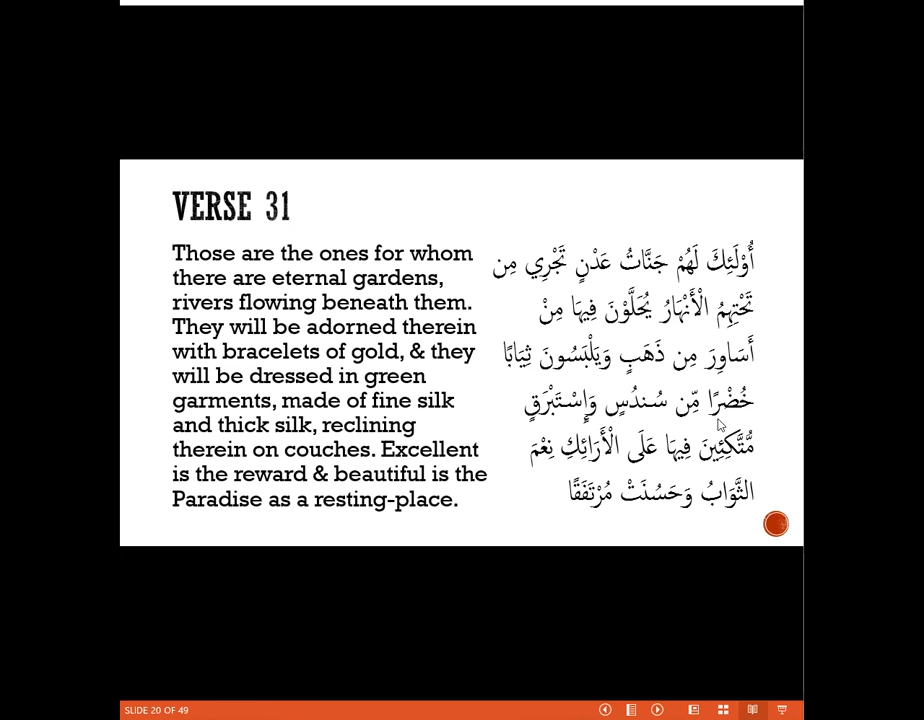 VERSE 31
Those are the ones for whom
there are eternal gardens,
rivers flowing beneath them.
They will be adorned therein
with bracelets of gold, & they
will be dressed in green
garments, made of fine silk
and thick silk, reclining
therein on couches. Excellent
is the reward & beautiful is the
Paradise as a resting-place.
أُوْلَئِكَ لَهُمْ جَنَّاتُ عَدْنٍ تَجْرِي مِن
تَحْتِهِمُ الْأَنْهَارُ يُحَلَّوْنَ فِيهَا مِنْ
أَسَاوِرَ مِن ذَهَبٍ وَيَلْبَسُونَ ثِيَابًا
خُضْرًا مِّن سُندُسٍ وَإِسْتَبْرَقٍ
مُّتَّكِئِينَ فِيهَا عَلَى الْأَرَائِكِ نِعْمَ
الثَّوَابُ وَحَسُنَتْ مُرْتَفَقًا
SLIDE 20 OF 49